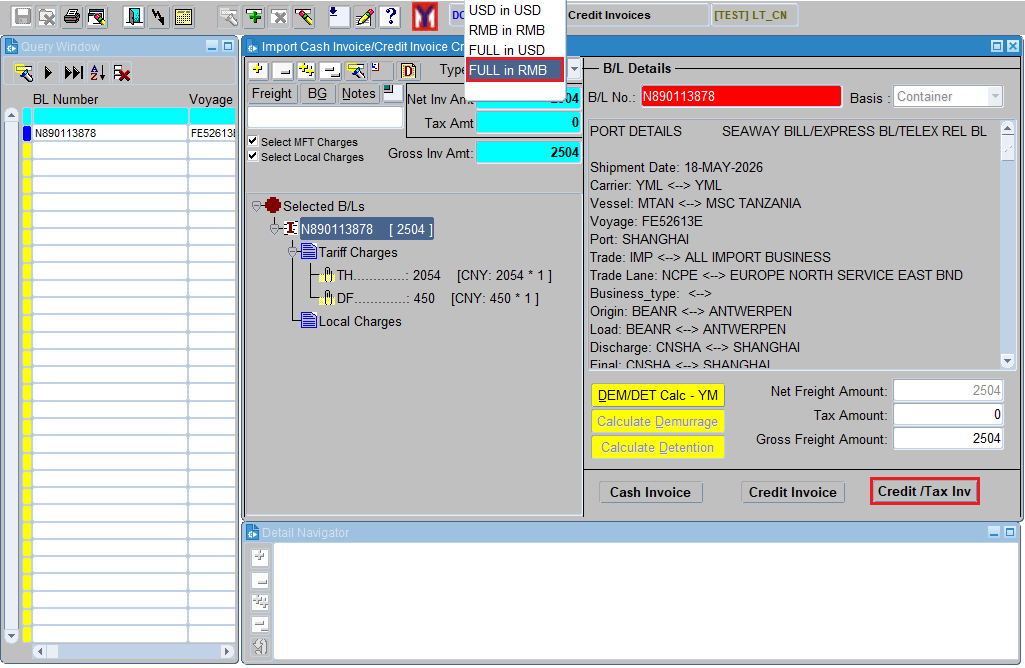 USD in USD
RMB in RMB
FULL in USD
FULL in RMB
Credit Invoices
[TEST] LT_CN
Query Window
BL Number
Voyage
N890113878
Import Cash Invoice/Credit Invoice
Type
Freight
BG
Notes
Net Inv Amt
2504
Tax Amt
0
Select MFT Charges
Select Local Charges
Gross Inv Amt:
2504
Selected B/Ls
N890113878 [ 2504 ]
Tariff Charges
TH.............: 2054 [CNY: 2054 * 1 ]
DF.............: 450 [CNY: 450 * 1 ]
Local Charges
B/L Details
B/L No.: N890113878
Basis : Container
PORT DETAILS SEAWAY BILL/EXPRESS BL/TELEX REL BL
Shipment Date: 18-MAY-2026
Carrier: YML <--> YML
Vessel: MTAN <--> MSC TANZANIA
Voyage: FE52613E
Port: SHANGHAI
Trade: IMP <--> ALL IMPORT BUSINESS
Trade Lane: NCPE <--> EUROPE NORTH SERVICE EAST BND
Business_type: <-->
Origin: BEANR <--> ANTWERPEN
Load: BEANR <--> ANTWERPEN
Discharge: CNSHA <--> SHANGHAI
Final: CNSHA <--> SHANGHAI
DEM/DET Calc - YM
Calculate Demurrage
Calculate Detention
Net Freight Amount: 2504
Tax Amount: 0
Gross Freight Amount: 2504
Cash Invoice
Credit Invoice
Credit /Tax Inv
Detail Navigator